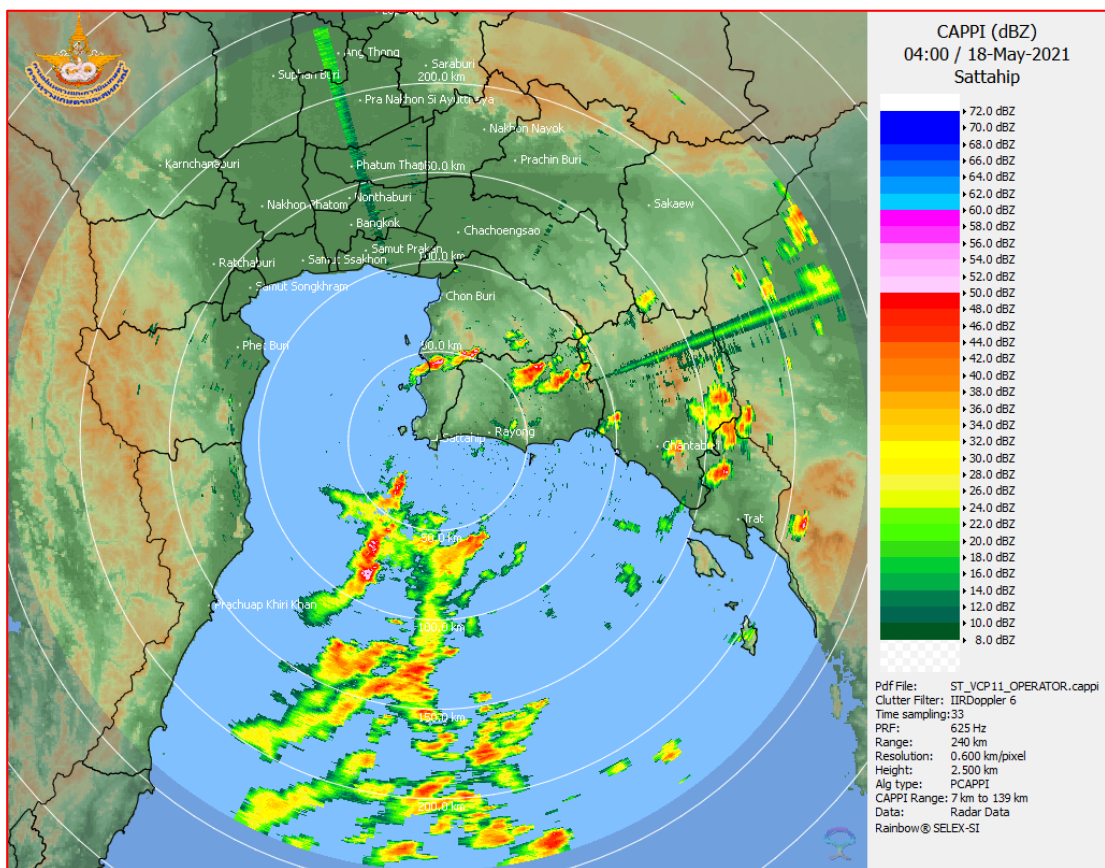 CAPPI (dBZ)
04:00 / 18-May-2021
Sattahip
72.0 dBZ
70.0 dBZ
68.0 dBZ
66.0 dBZ
64.0 dBZ
62.0 dBZ
60.0 dBZ
58.0 dBZ
56.0 dBZ
54.0 dBZ
52.0 dBZ
50.0 dBZ
48.0 dBZ
46.0 dBZ
44.0 dBZ
42.0 dBZ
40.0 dBZ
38.0 dBZ
36.0 dBZ
34.0 dBZ
32.0 dBZ
30.0 dBZ
28.0 dBZ
26.0 dBZ
24.0 dBZ
22.0 dBZ
20.0 dBZ
18.0 dBZ
16.0 dBZ
14.0 dBZ
12.0 dBZ
10.0 dBZ
8.0 dBZ
Pdf File: ST_VCP11_OPERATOR.cappi
Clutter Filter: IIRDoppler 6
Time sampling:33
PRF: 625 Hz
Range: 240 km
Resolution: 0.600 km/pixel
Height: 2.500 km
Alg type: PCAPPI
CAPPI Range: 7 km to 139 km
Data: Radar Data
Rainbow® SELEX-SI
Ang Thong
Saraburi
Suphan Buri
200.0 km
Pra Nakhon Si
Nakhon Nayok
Prachin Buri
Karnchanaburi
Phatum
Nonthaburi
Nakhon Phatom
Sakaew
Bangkok
Chachoengsao
Samut Prakan
100.0 km
Samut Ssakhon
Ratchaburi
Samut Songkhram
Chon Buri
Buri
50.0 km
Rayong
Sattahip
Trat
50.0 km
Prachuap Khiri Khan
100.0 km
150.0 km
200.0 km